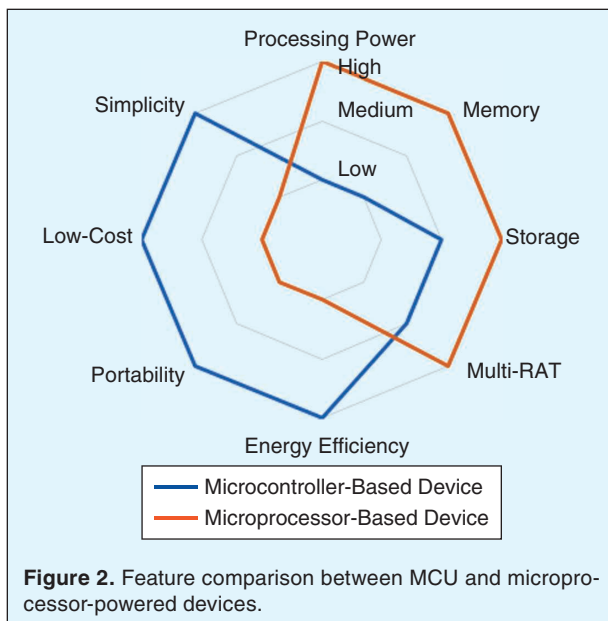 Processing Power
High
Simplicity
Medium
Memory
Low
Low-Cost
Storage
Portability
Multi-RAT
Energy Efficiency
Microcontroller-Based Device
Microprocessor-Based Device
Figure 2. Feature comparison between MCU and micropro-
cessor-powered devices.